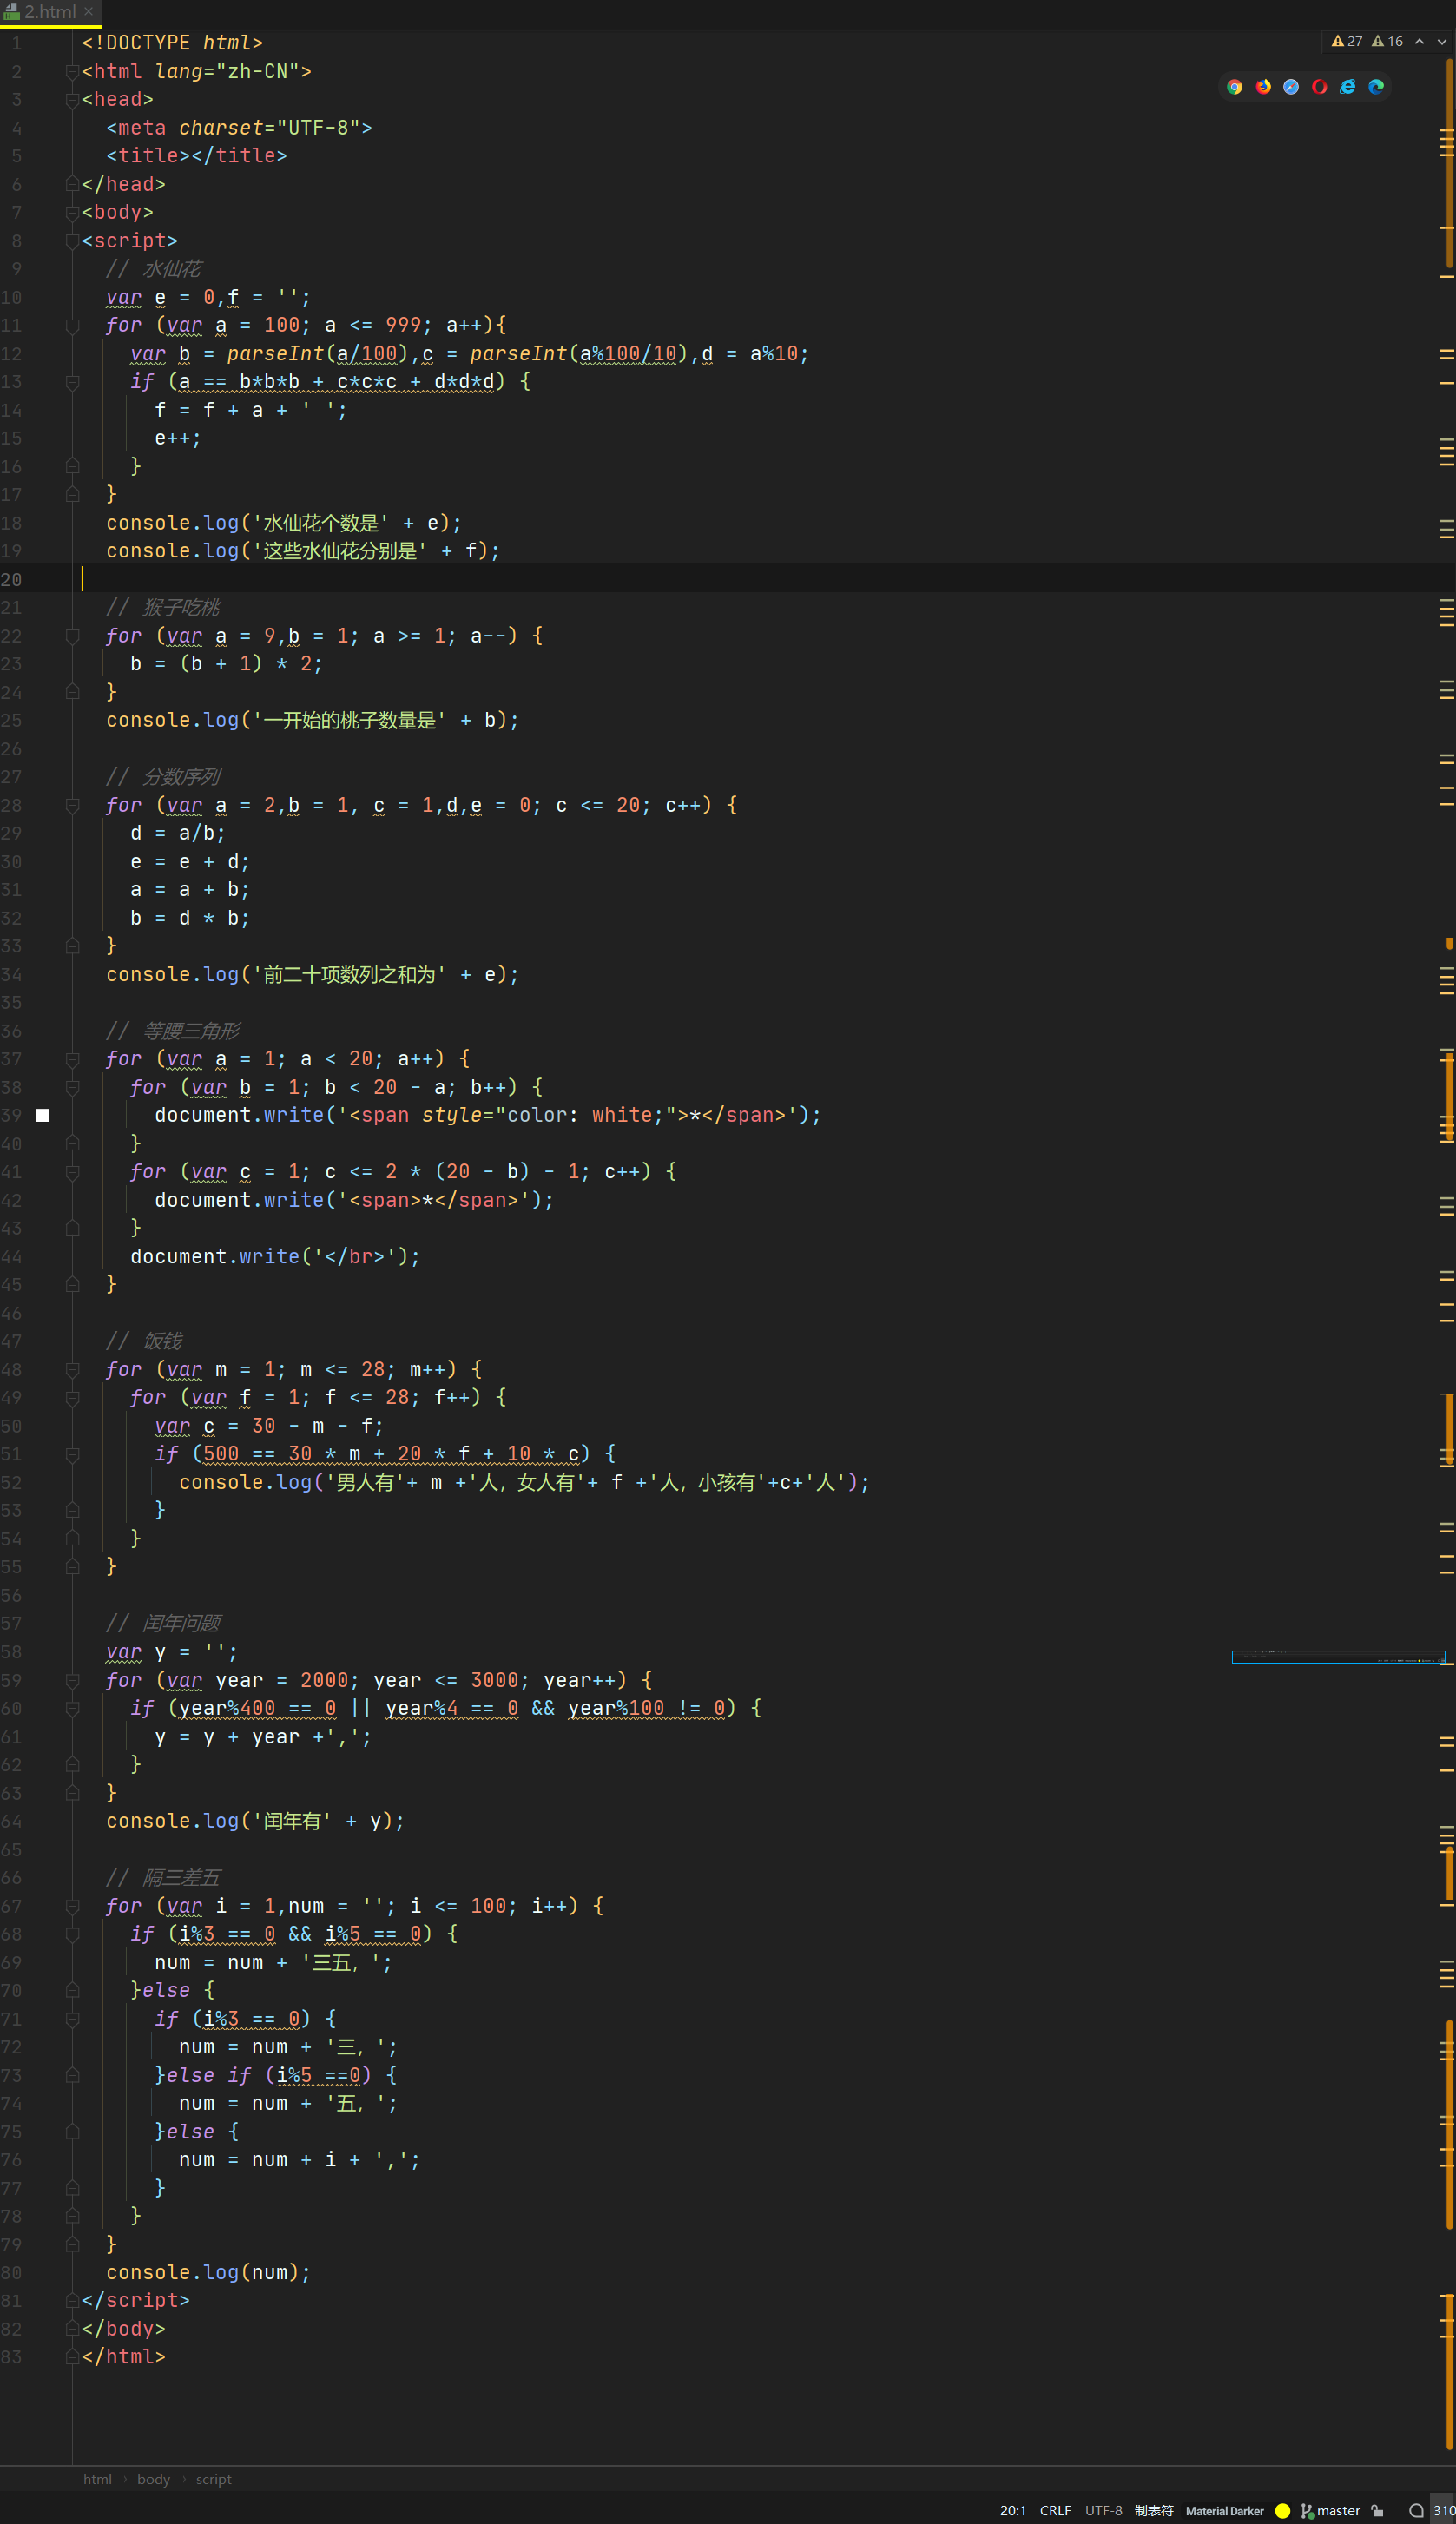 2.html ×
27 16
1 <!DOCTYPE html>
2 <html lang="zh-CN">
3 <head>
4   <meta charset="UTF-8">
5   <title></title>
6 </head>
7 <body>
8 <script>
9   // 水仙花
10   var e = 0,f = '';
11   for (var a = 100; a <= 999; a++){
12     var b = parseInt(a/100),c = parseInt(a%100/10),d = a%10;
13     if (a == b*b*b + c*c*c + d*d*d) {
14       f = f + a + ' ';
15       e++;
16     }
17   }
18   console.log('水仙花个数是' + e);
19   console.log('这些水仙花分别是' + f);
20
21   // 猴子吃桃
22   for (var a = 9,b = 1; a >= 1; a--) {
23     b = (b + 1) * 2;
24   }
25   console.log('一开始的桃子数量是' + b);
26
27   // 分数序列
28   for (var a = 2,b = 1, c = 1,d,e = 0; c <= 20; c++) {
29     d = a/b;
30     e = e + d;
31     a = a + b;
32     b = d * b;
33   }
34   console.log('前二十项数列之和为' + e);
35
36   // 等腰三角形
37   for (var a = 1; a < 20; a++) {
38     for (var b = 1; b < 20 - a; b++) {
39       document.write('<span style="color: white;">*</span>');
40     }
41     for (var c = 1; c <= 2 * (20 - b) - 1; c++) {
42       document.write('<span>*</span>');
43     }
44     document.write('</br>');
45   }
46
47   // 饭钱
48   for (var m = 1; m <= 28; m++) {
49     for (var f = 1; f <= 28; f++) {
50       var c = 30 - m - f;
51       if (500 == 30 * m + 20 * f + 10 * c) {
52         console.log('男人有'+ m +'人，女人有'+ f +'人，小孩有'+c+'人');
53       }
54     }
55   }
56
57   // 闰年问题
58   var y = '';
59   for (var year = 2000; year <= 3000; year++) {
60     if (year%400 == 0 || year%4 == 0 && year%100 != 0) {
61       y = y + year +',';
62     }
63   }
64   console.log('闰年有' + y);
65
66   // 隔三差五
67   for (var i = 1,num = ''; i <= 100; i++) {
68     if (i%3 == 0 && i%5 == 0) {
69       num = num + '三五，';
70     }else {
71       if (i%3 == 0) {
72         num = num + '三，';
73       }else if (i%5 ==0) {
74         num = num + '五，';
75       }else {
76         num = num + i + ',';
77       }
78     }
79   }
80   console.log(num);
81 </script>
82 </body>
83 </html>
html › body › script
20:1 CRLF UTF-8 制表符 Material Darker master 310